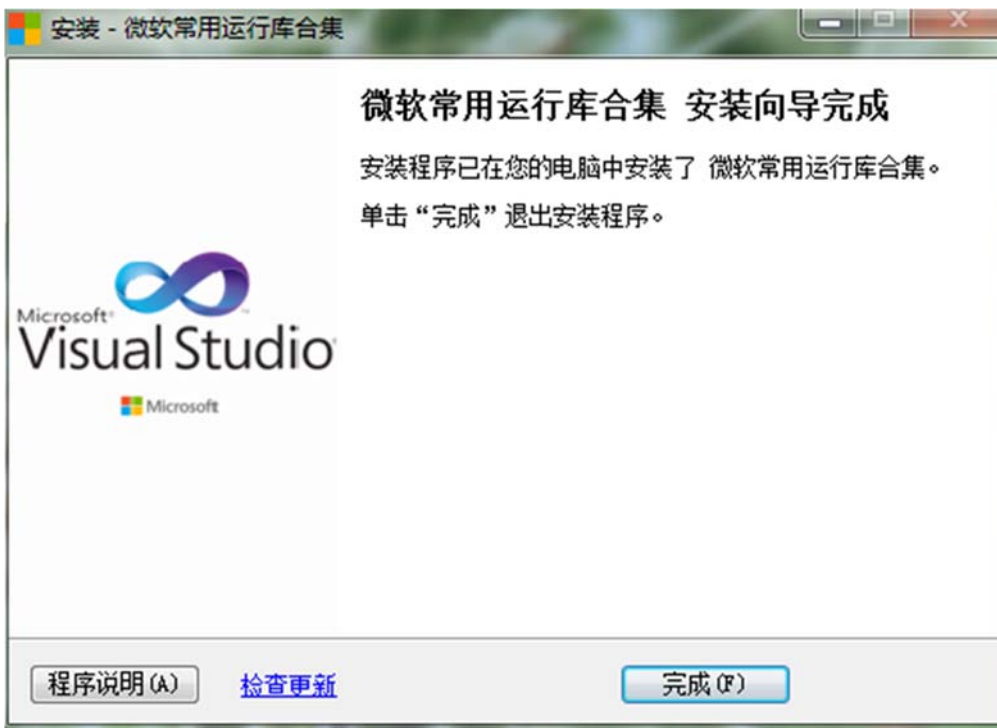 安装 - 微软常用运行库合集
微软常用运行库合集 安装向导完成
安装程序已在您的电脑中安装了 微软常用运行库合集。
单击“完成”退出安装程序。
Microsoft®
Visual Studio
Microsoft
程序说明(A)
检查更新
完成(F)